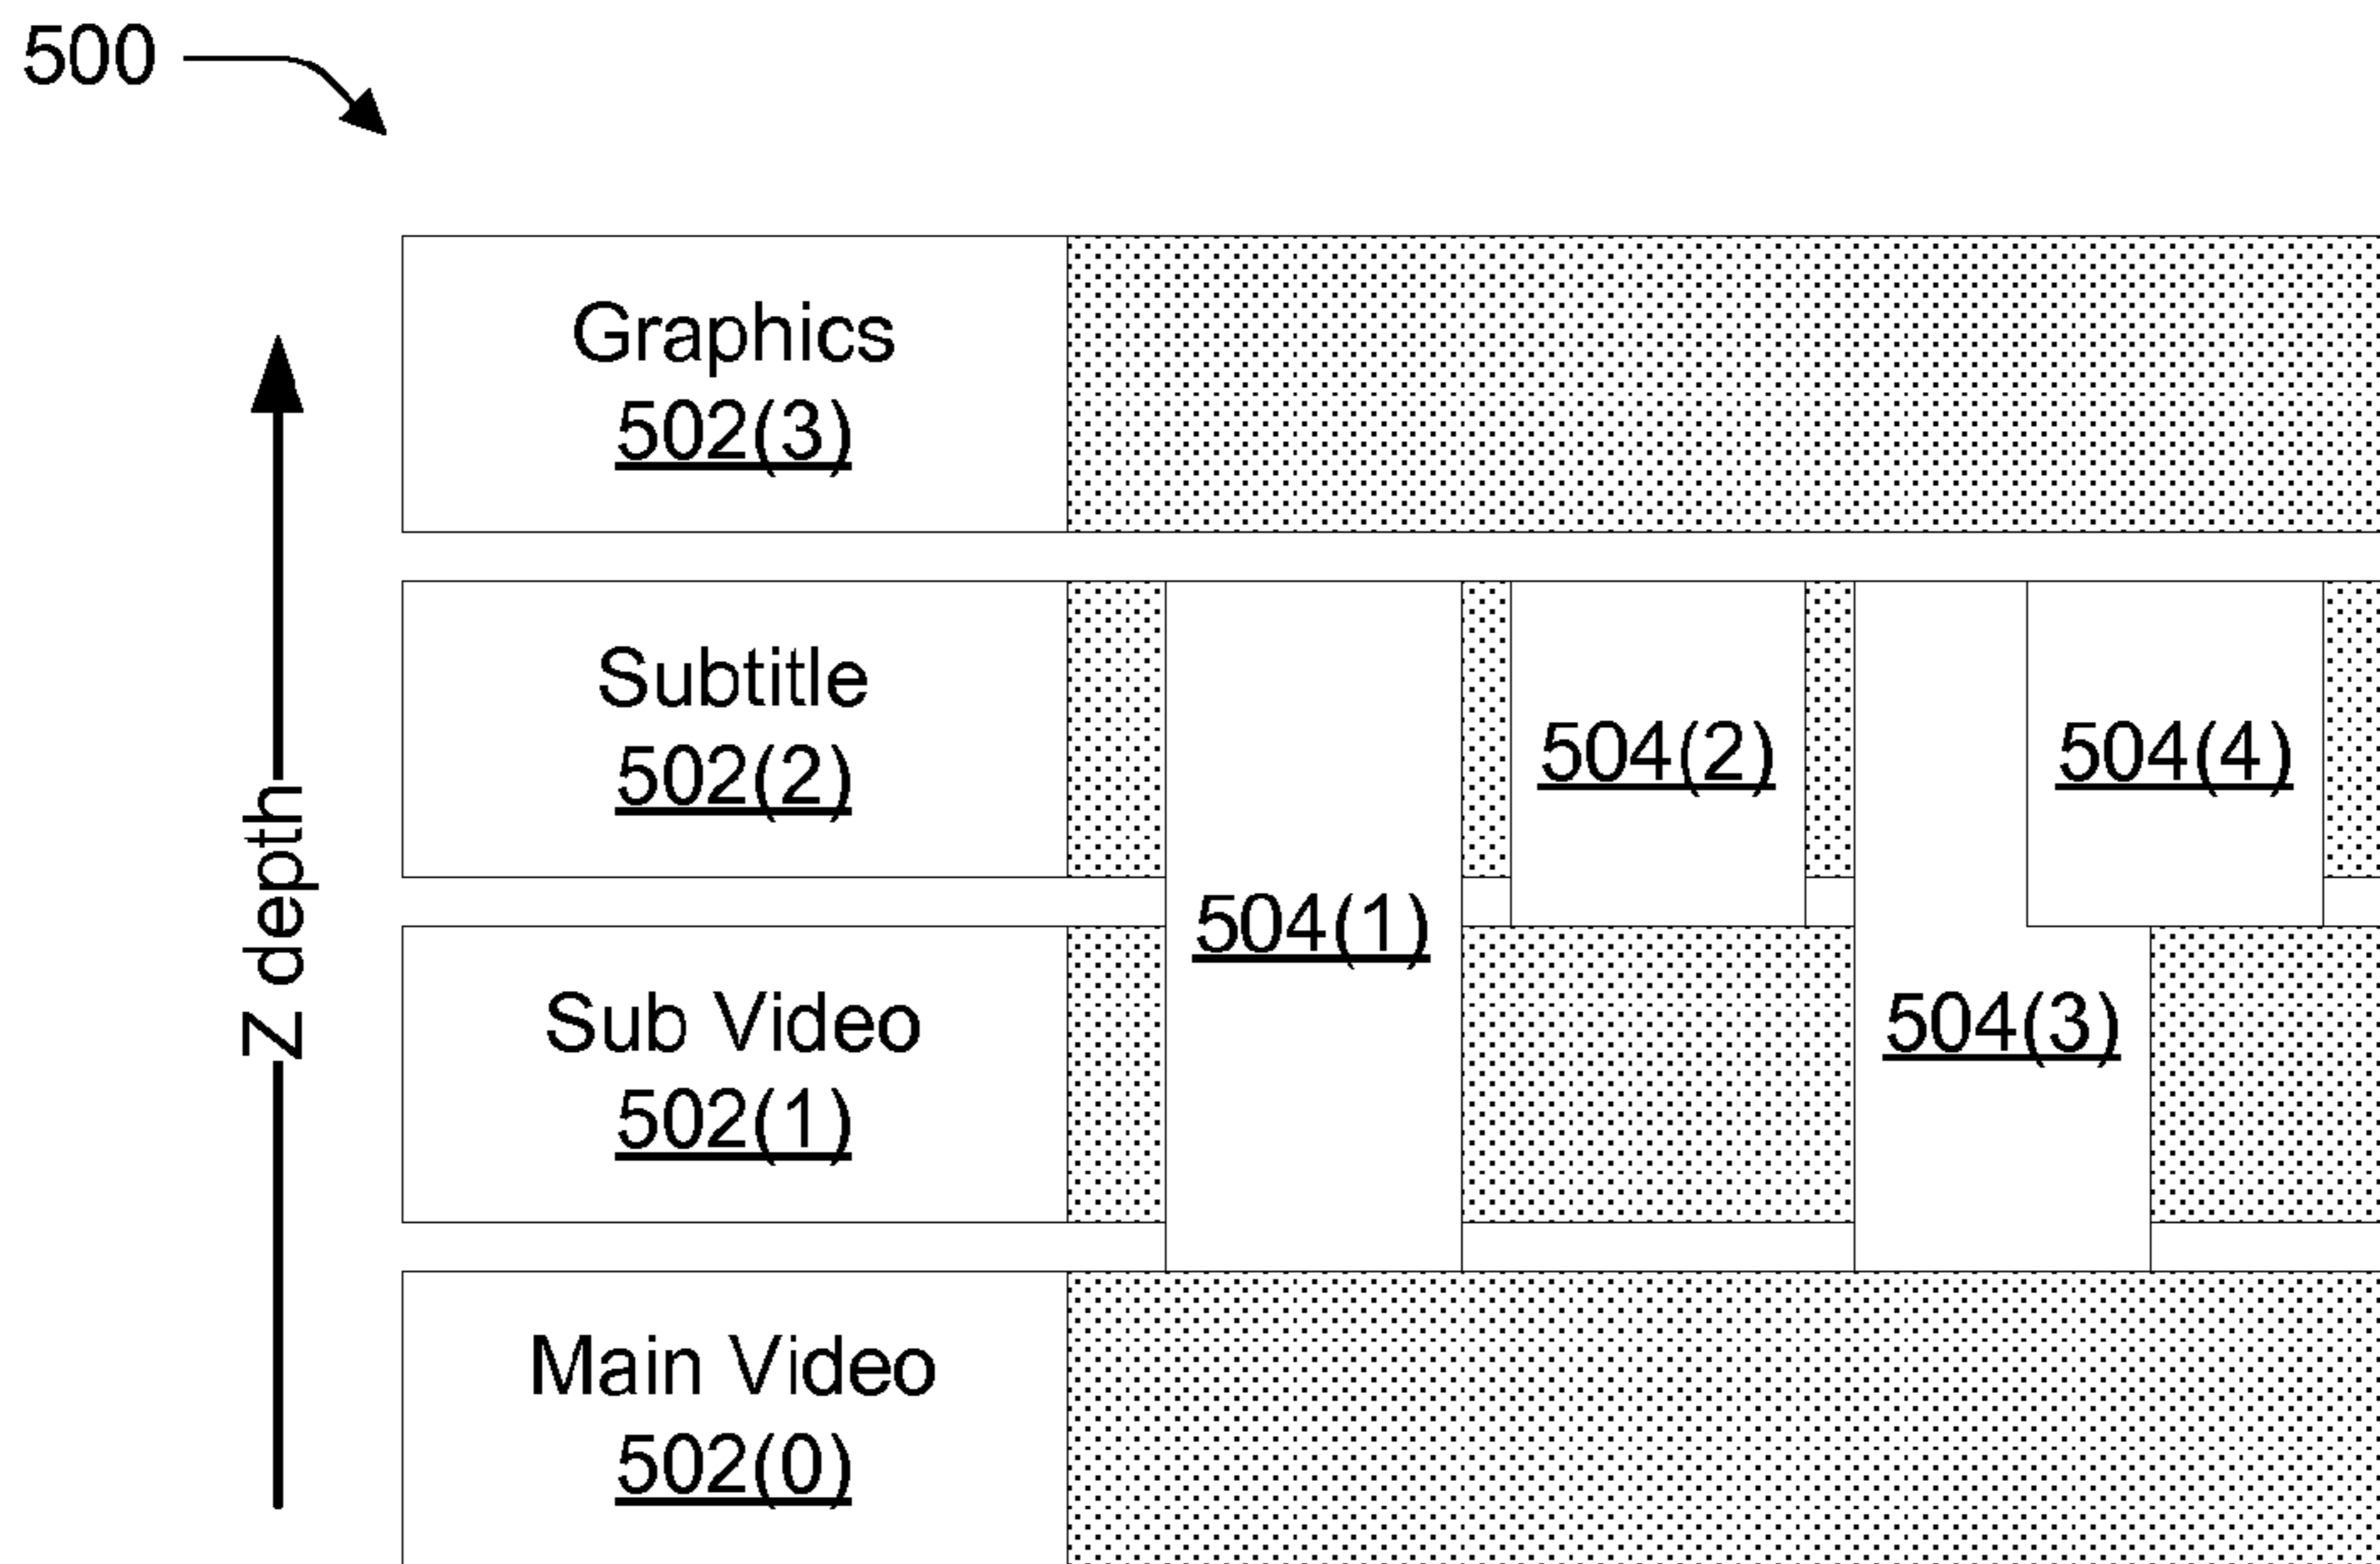 500
Graphics
502(3)
Subtitle
502(2)
504(2)
504(4)
Z depth
504(1)
Sub Video
502(1)
504(3)
Main Video
502(0)